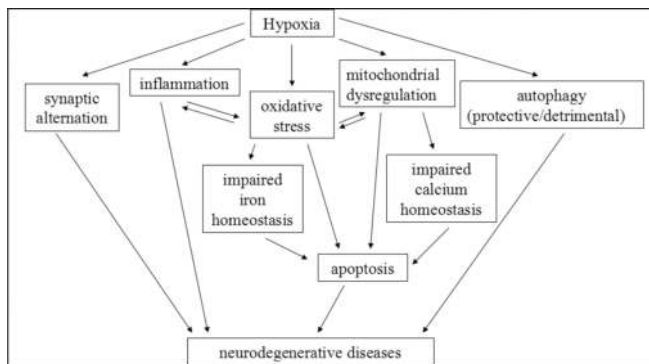 Hypoxia
synaptic
alternation
inflammation
oxidative
stress
mitochondrial
dysregulation
autophagy
(protective/detrimental)
impaired
iron
homeostasis
impaired
calcium
homeostasis
apoptosis
neurodegenerative diseases